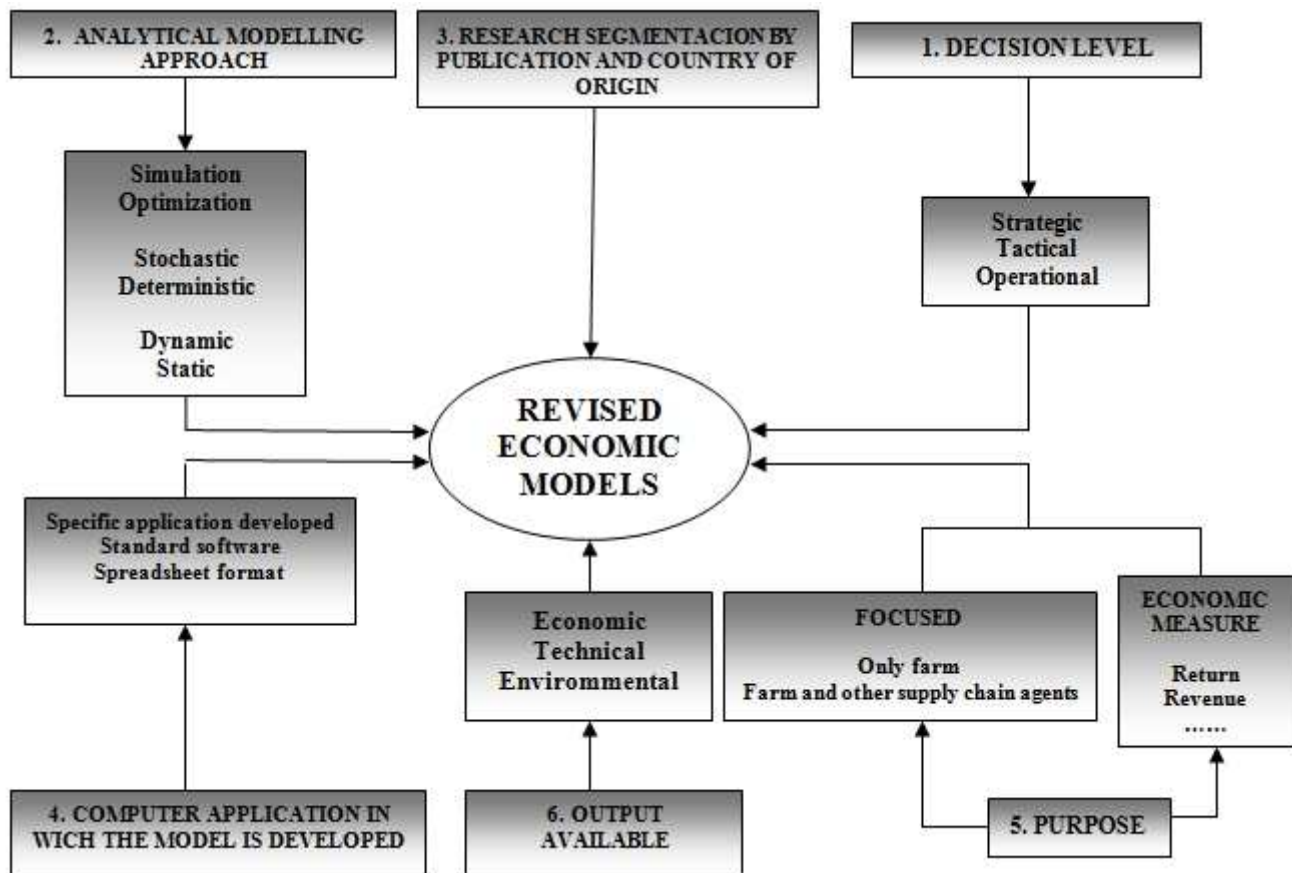 2. ANALYTICAL MODELLING
APPROACH
3. RESEARCH SEGMENTACION BY
PUBLICATION AND COUNTRY OF
ORIGIN
1. DECISION LEVEL
Simulation
Optimization
Stochastic
Deterministic
Dynamic
Static
Strategic
Tactical
Operational
REVISED
ECONOMIC
MODELS
Specific application developed
Standard software
Spreadsheet format
Economic
Technical
Envirommental
FOCUSED
Only farm
Farm and other supply chain agents
ECONOMIC
MEASURE
Return
Revenue
......
4. COMPUTER APPLICATION IN
WICH THE MODEL IS DEVELOPED
6. OUTPUT
AVAILABLE
5. PURPOSE